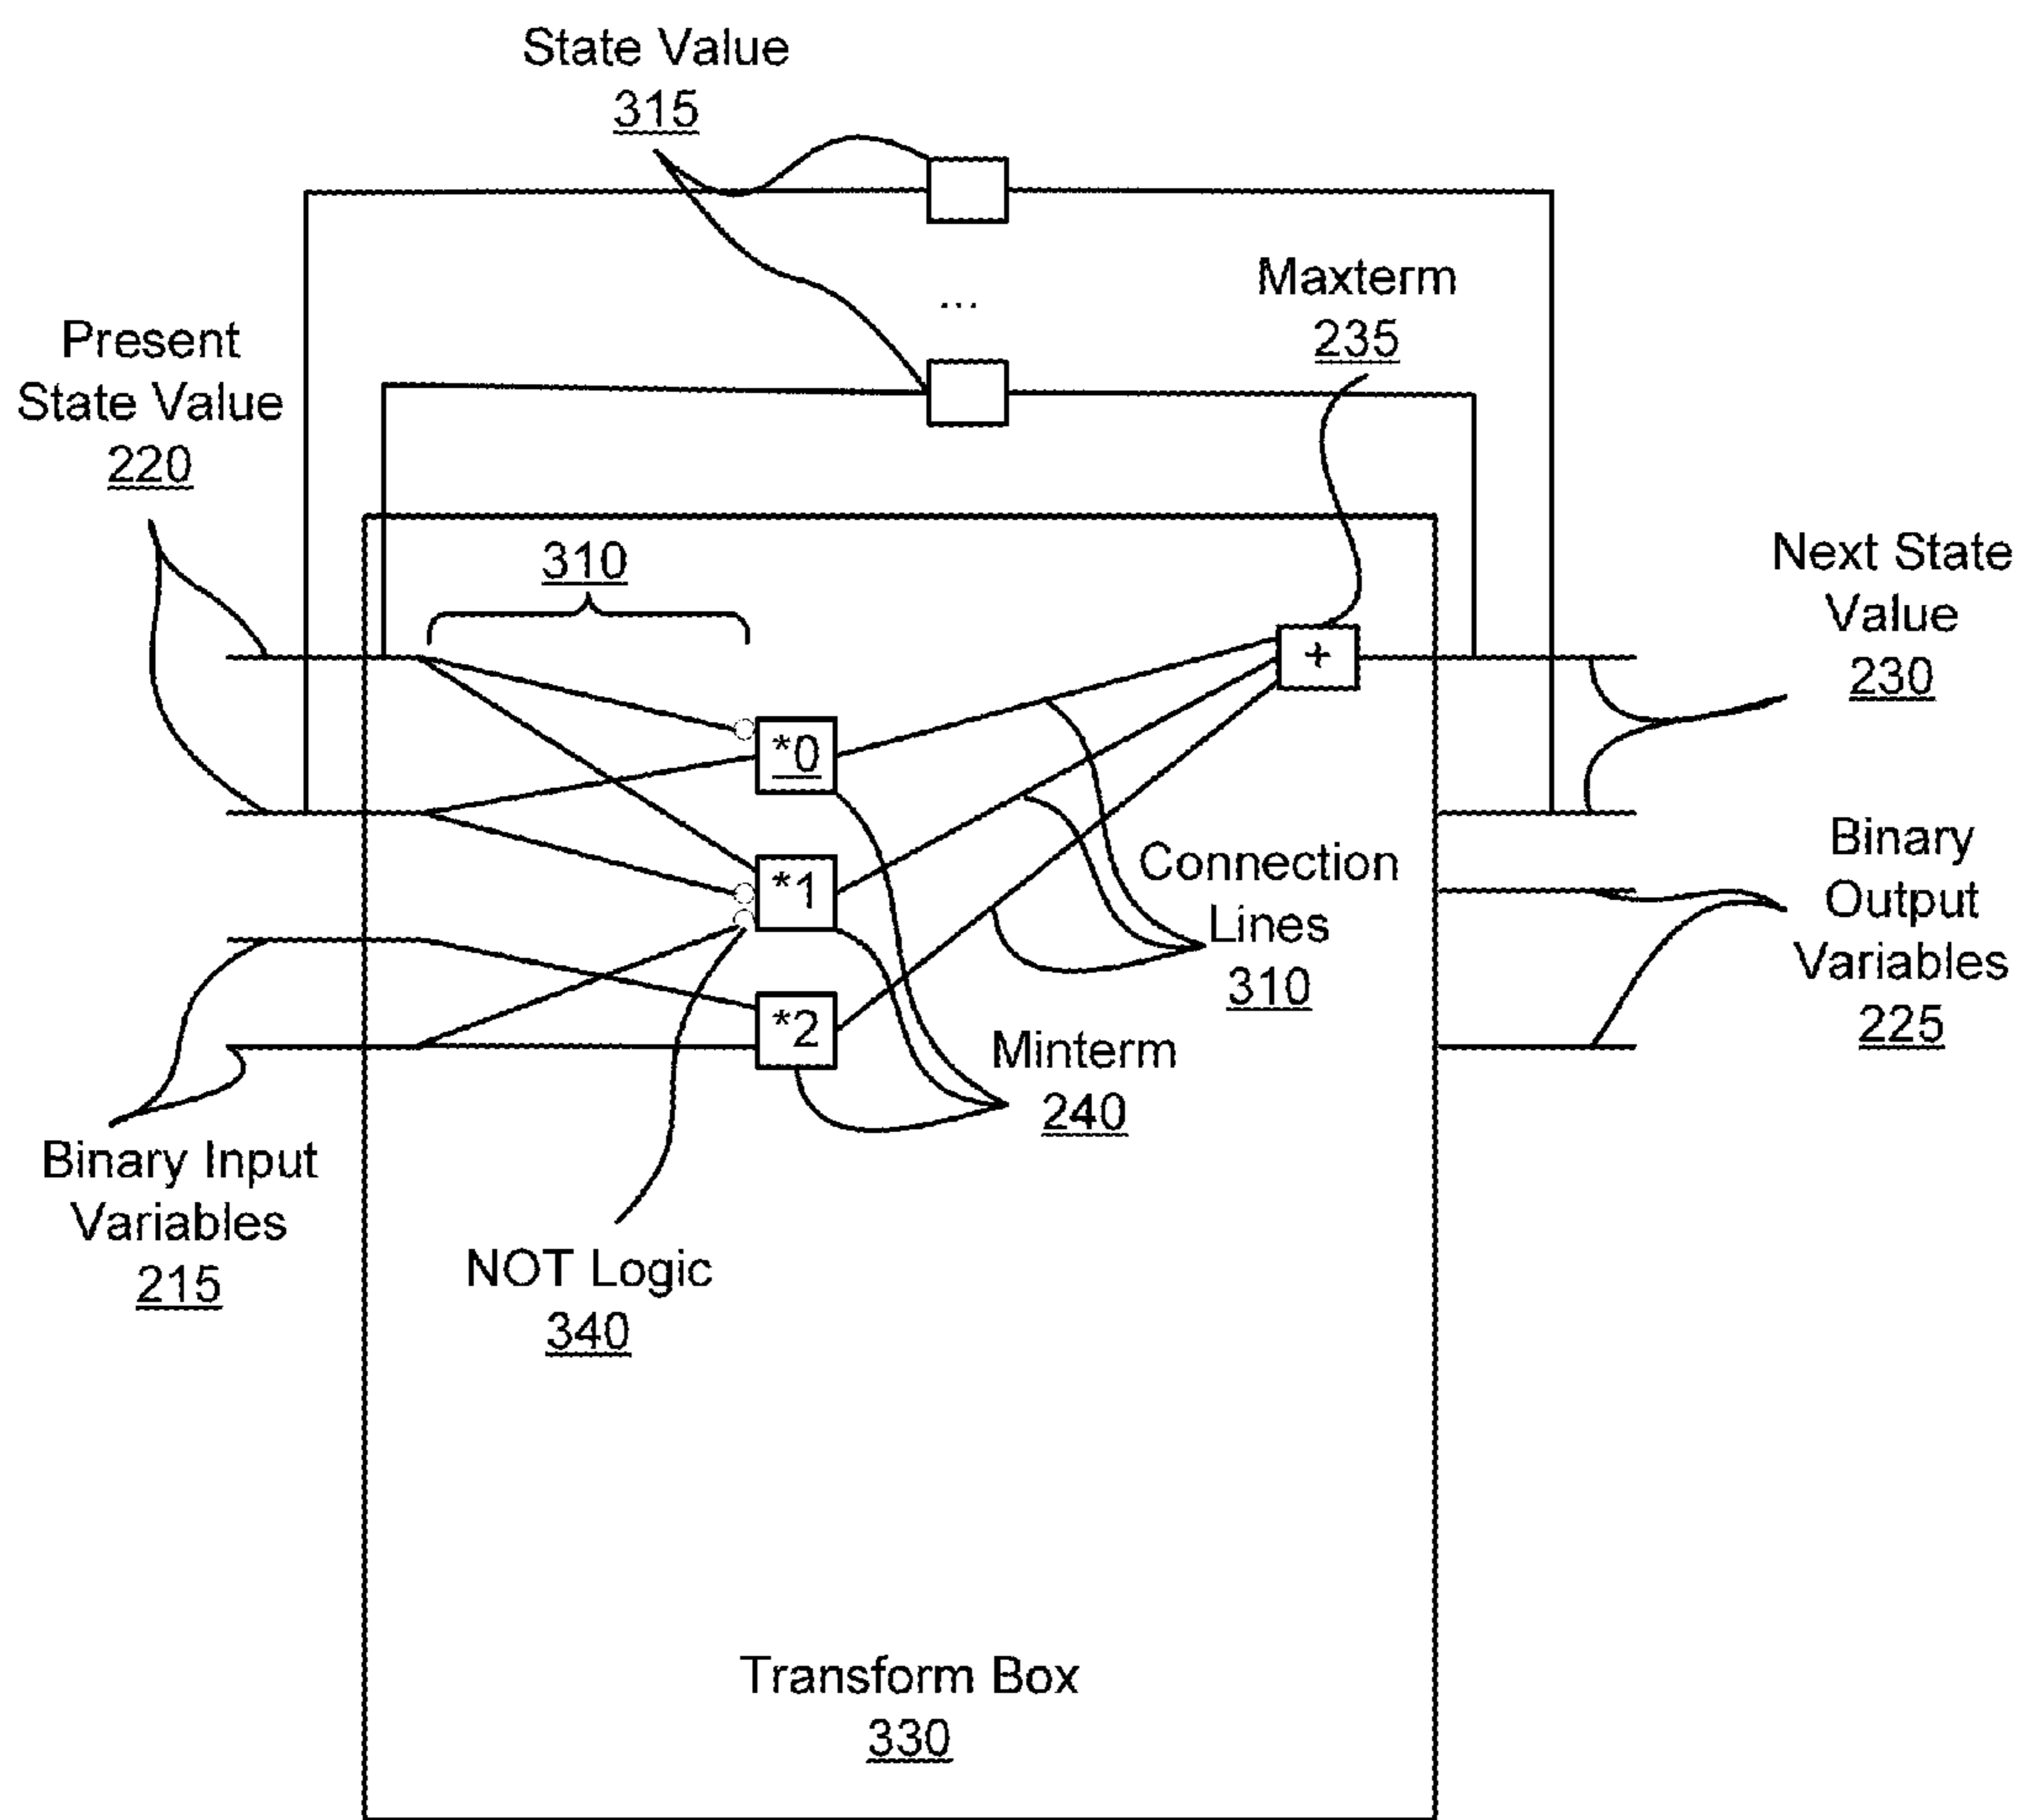 State Value
315
...
Maxterm
235
Present
State Value
220
310
Next State
Value
230
+
*0
*1
*2
Connection
Lines
310
Binary
Output
Variables
225
Minterm
240
Binary Input
Variables
215
NOT Logic
340
Transform Box
330